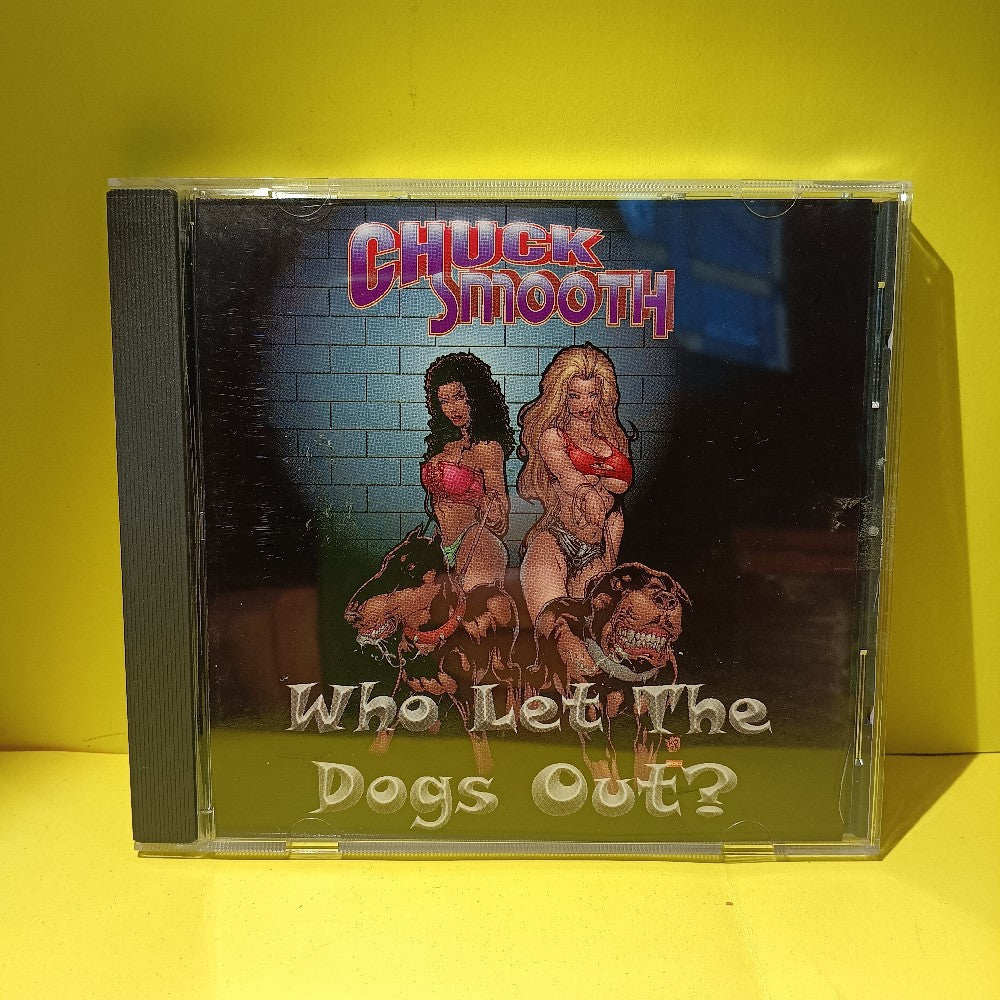 CHUCK
SMOOTH
Who Let The
Dogs Out?